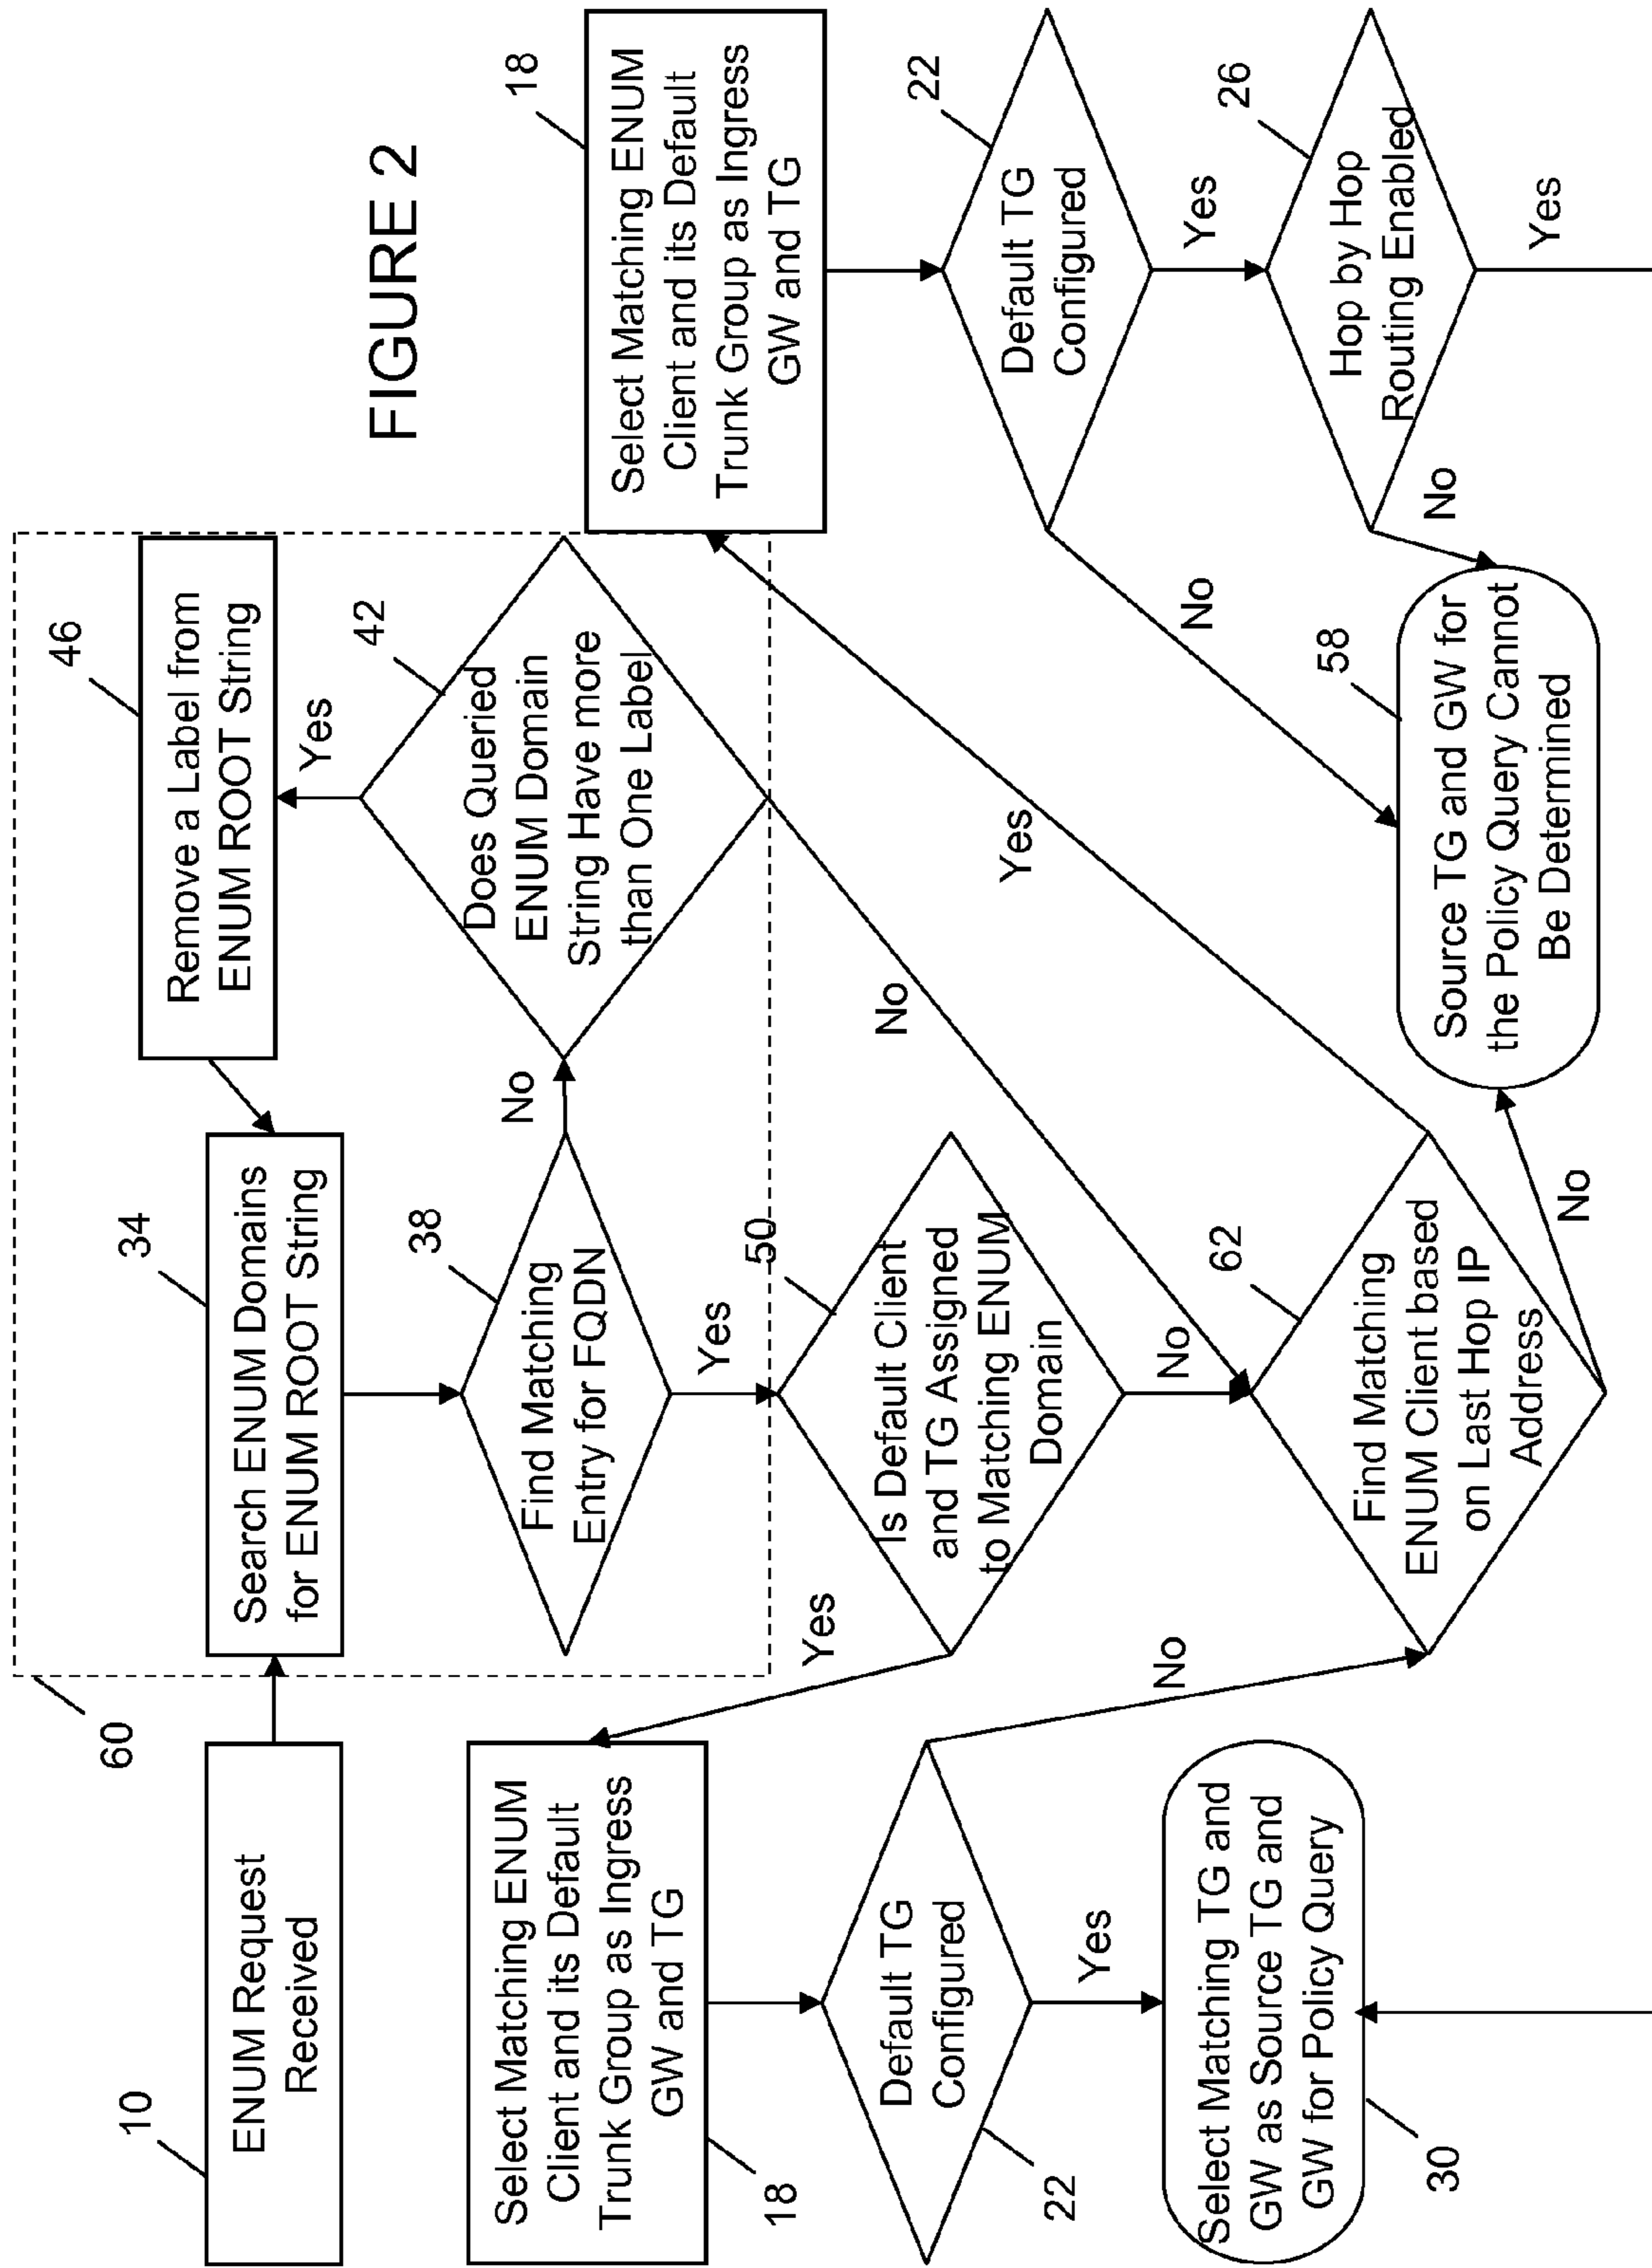 FIGURE 2
10
ENUM Request
Received
60
34
Search ENUM Domains
for ENUM ROOT String
46
Remove a Label from
ENUM ROOT String
Yes
38
Find Matching
Entry for FQDN
No
42
Does Queried
ENUM Domain
String Have more
than One Label
Yes
No
50
Is Default Client
and TG Assigned
to Matching ENUM
Domain
Yes
No
18
Select Matching ENUM
Client and its Default
Trunk Group as Ingress
GW and TG
22
Default TG
Configured
No
Yes
30
Select Matching TG and
GW as Source TG and
GW for Policy Query
62
Find Matching
ENUM Client based
on Last Hop IP
Address
Yes
No
18
Select Matching ENUM
Client and its Default
Trunk Group as Ingress
GW and TG
22
Default TG
Configured
No
Yes
26
Hop by Hop
Routing Enabled
No
Yes
58
Source TG and GW for
the Policy Query Cannot
Be Determined